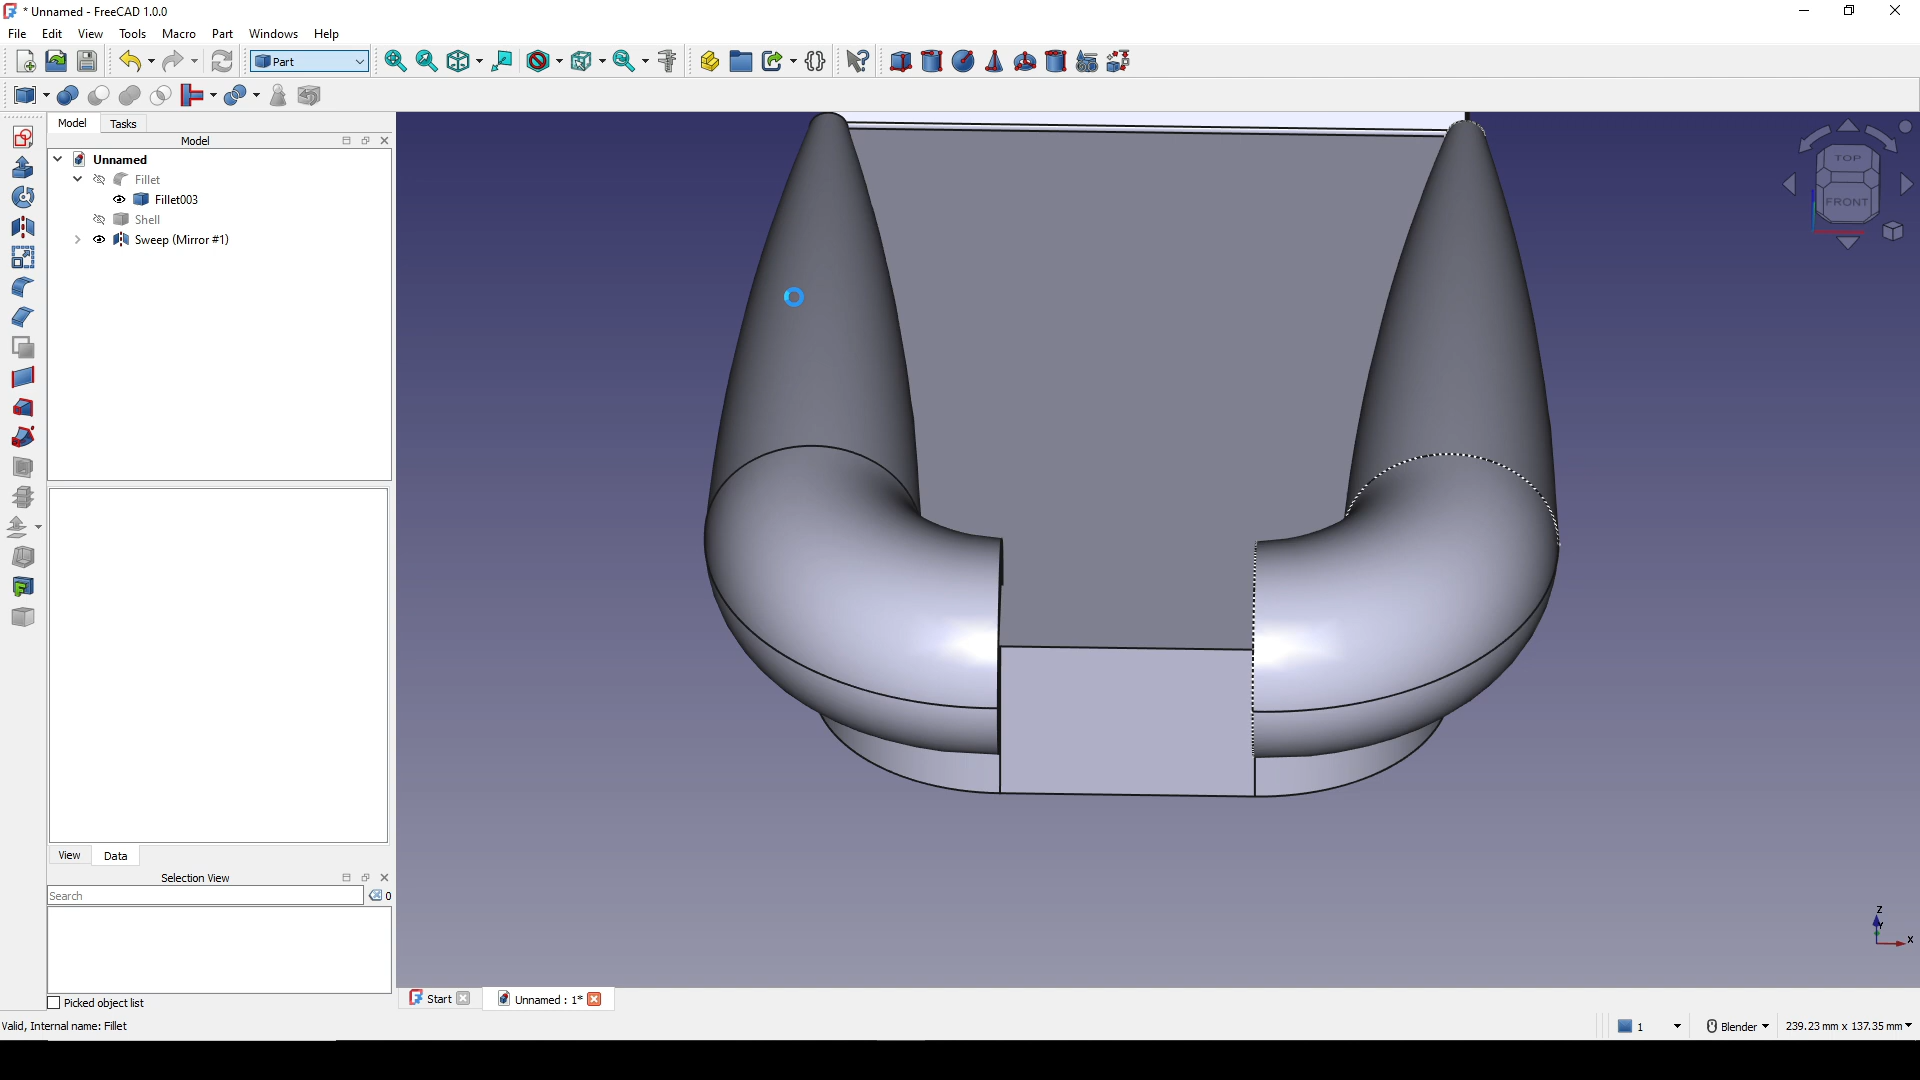 * Unnamed - FreeCAD 1.0.0
File Edit View Tools Macro Part Windows Help
Part
Model Tasks
Model
Unnamed
Fillet
Fillet003
Shell
Sweep (Mirror #1)
TOP
FRONT
View Data
Selection View
Search
0
Picked object list
Z
Y
X
Start Unnamed : 1*
Valid, Internal name: Fillet
1 Blender 239.23 mm x 137.35 mm